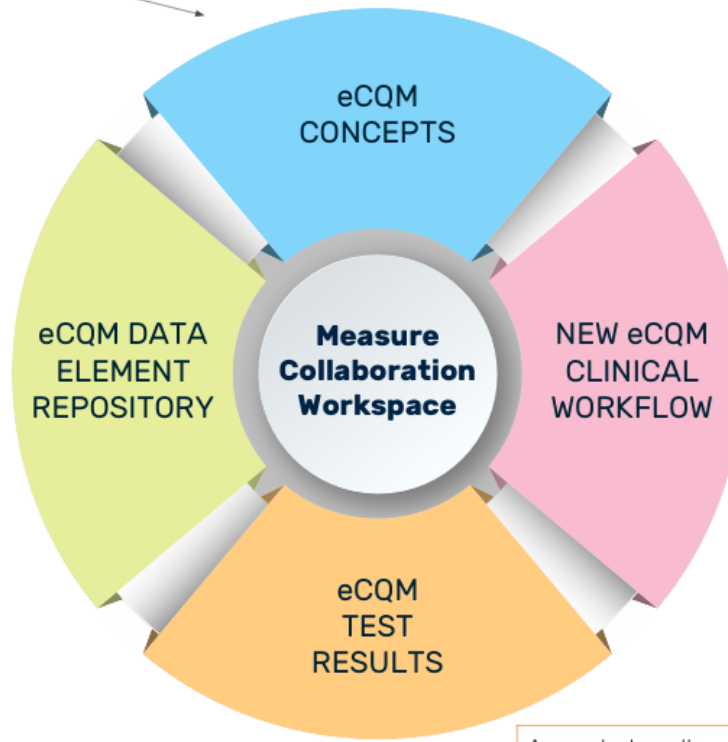 eCQM
CONCEPTS
eCQM DATA
ELEMENT
REPOSITORY
Measure
Collaboration
Workspace
NEW eCQM
CLINICAL
WORKFLOW
eCQM
TEST
RESULTS